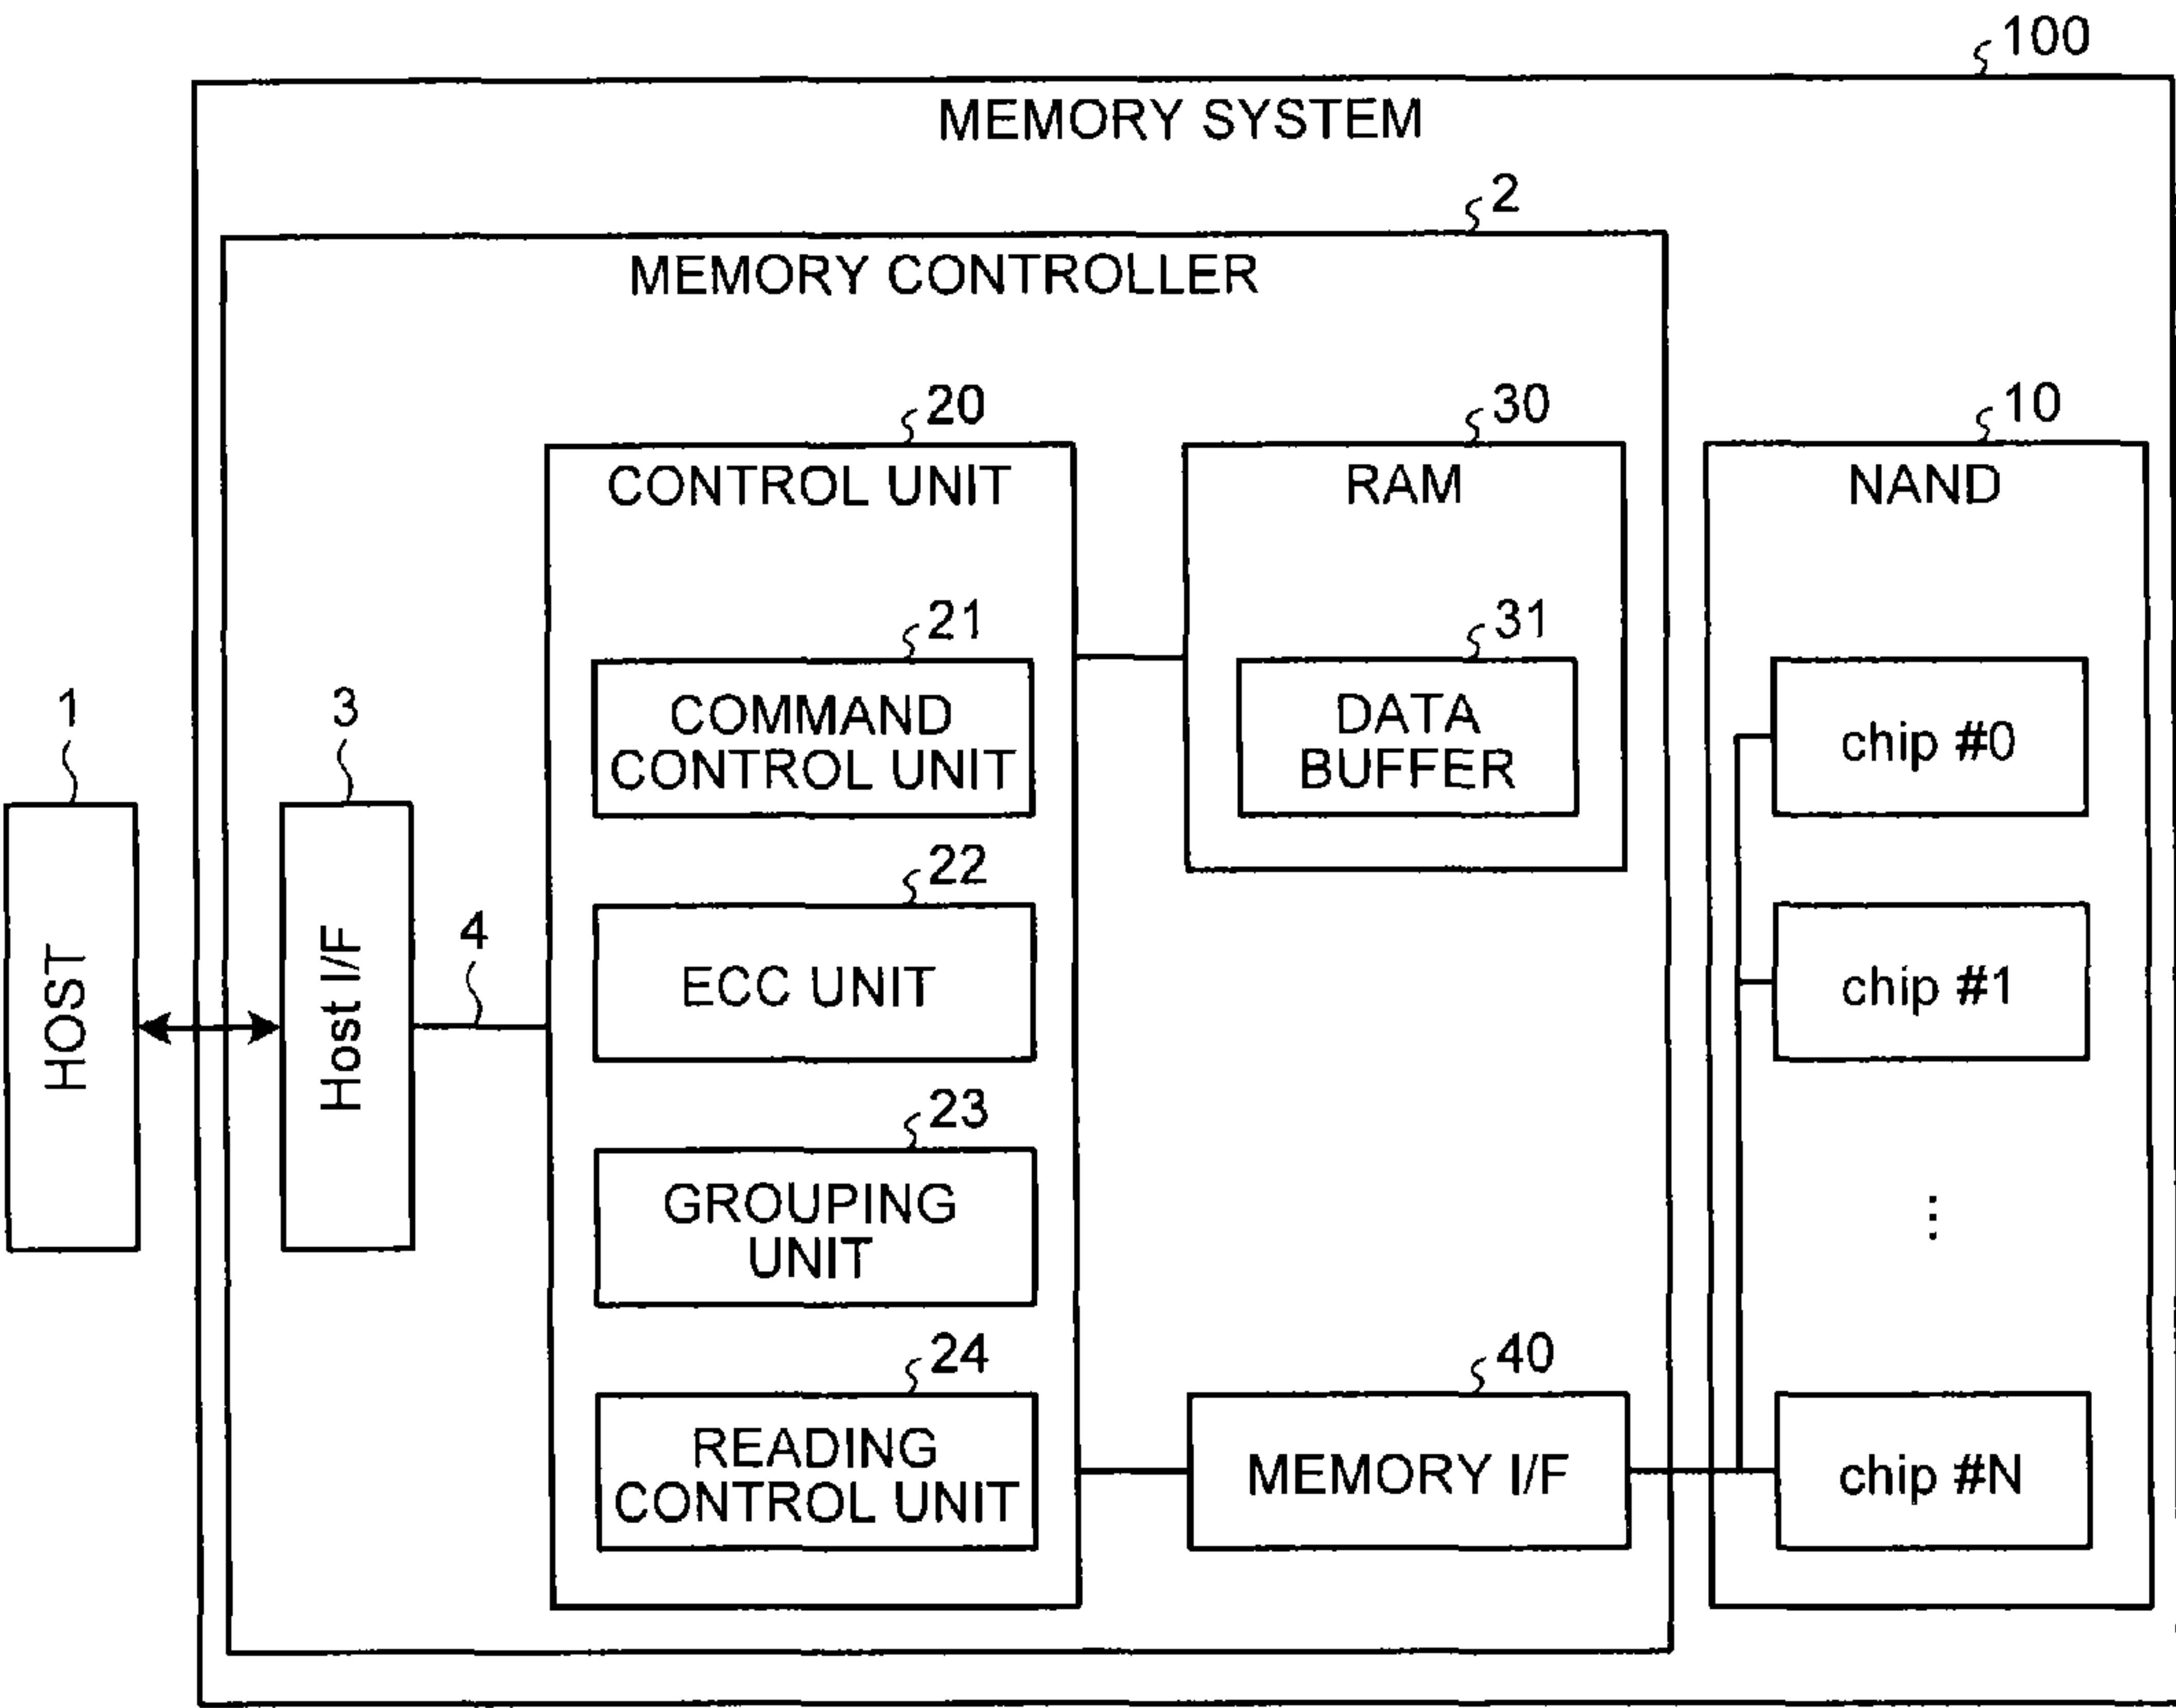 100
MEMORY SYSTEM
2
MEMORY CONTROLLER
20
30
10
CONTROL UNIT
RAM
NAND
21
31
COMMAND
CONTROL UNIT
DATA
BUFFER
chip #0
1
3
22
4
HOST
Host I/F
ECC UNIT
chip #1
23
GROUPING
UNIT
⋮
24
40
READING
CONTROL UNIT
MEMORY I/F
chip #N